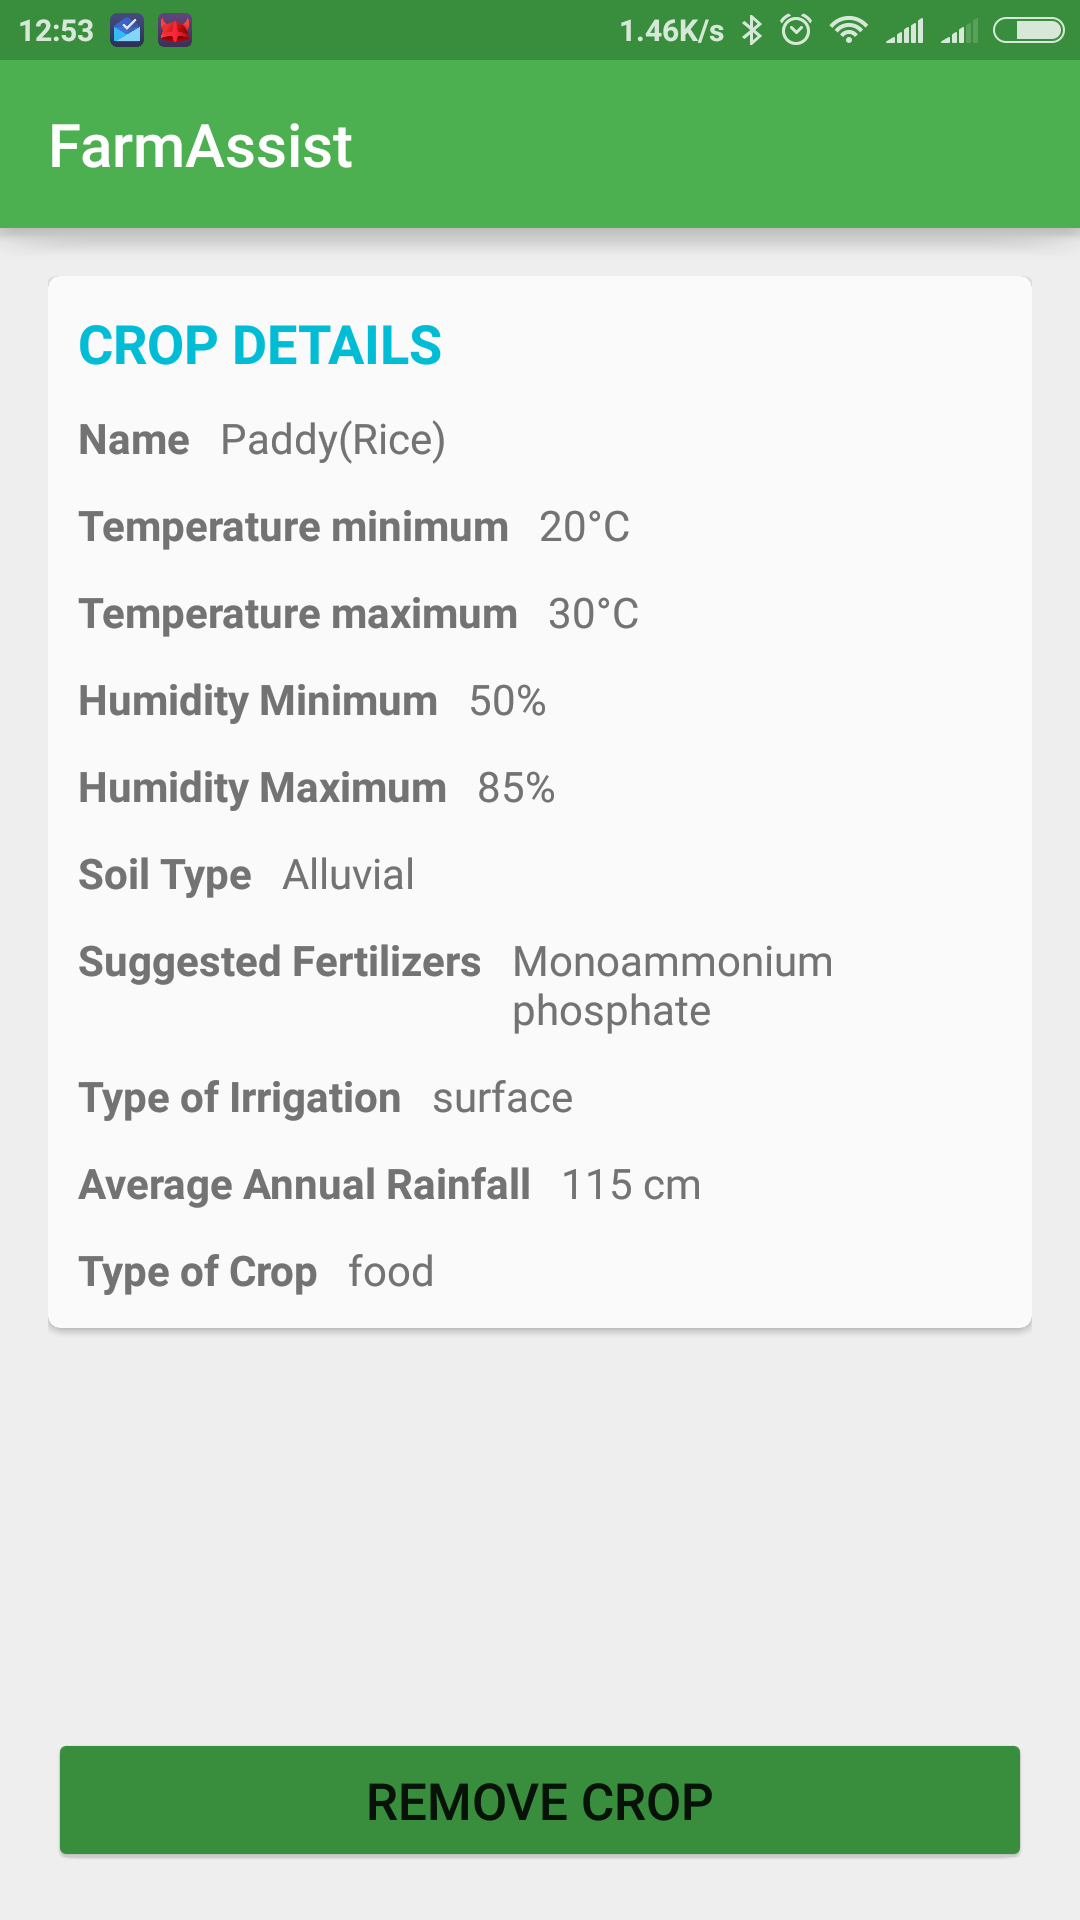 12:53 1.46K/s
FarmAssist
CROP DETAILS
Name Paddy(Rice)
Temperature minimum 20°C
Temperature maximum 30°C
Humidity Minimum 50%
Humidity Maximum 85%
Soil Type Alluvial
Suggested Fertilizers Monoammonium
phosphate
Type of Irrigation surface
Average Annual Rainfall 115 cm
Type of Crop food
REMOVE CROP